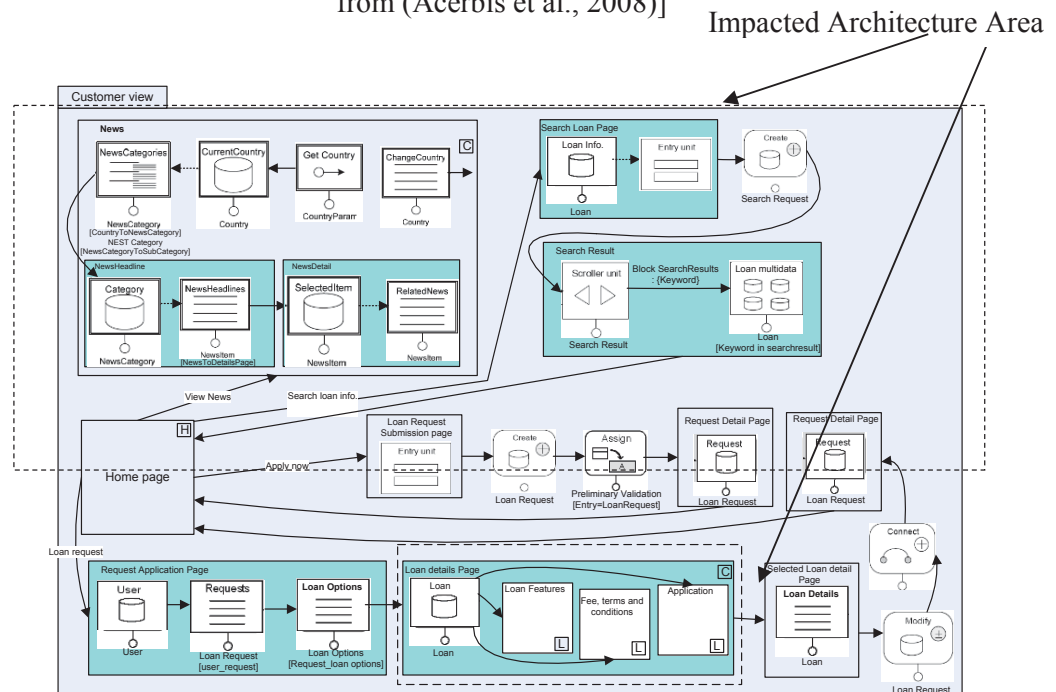 from (Acerbis et al., 2008)]
Impacted Architecture Area
Customer view
News
C
NewsCategories
CurrentCountry
Get Country
ChangeCountry
NewsCategory
[CountryToNewsCategory]
NEST Category
[NewsCategoryToSubCategory]
Country
CountryParam
Country
NewsHeadline
Category
NewsHeadlines
NewsCategory
NewsItem
[NewsToDetailsPage]
NewsDetail
SelectedItem
RelatedNews
NewsItem
NewsItem
Search Loan Page
Loan Info.
Entry unit
Loan
Create
Search Request
Search Result
Scroller unit
Block SearchResults
: {Keyword}
Loan multidata
Search Result
Loan
[Keyword in searchresult]
View News
Search loan info.
H
Home page
Apply now
Loan Request
Submission page
Entry unit
Create
Loan Request
Assign
A
Preliminary Validation
[Entry=LoanRequest]
Request Detail Page
Request
Loan Request
Request Detail Page
Request
Loan Request
Loan request
Request Application Page
User
Requests
Loan Options
User
Loan Request
[user_request]
Loan Options
[Request_loan options]
Loan details Page
C
Loan
Loan
Loan Features
L
Fee, terms and
conditions
L
Application
L
Selected Loan detail
Page
Loan Details
Loan
Connect
Modify
Loan Request